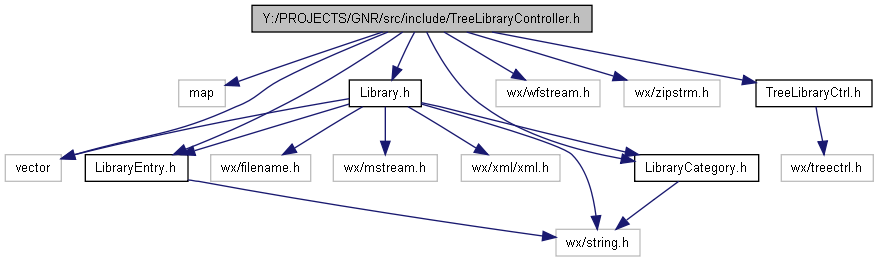 Y:/PROJECTS/GNR/src/include/TreeLibraryController.h
map
Library.h
wx/wfstream.h
wx/zipstrm.h
TreeLibraryCtrl.h
vector
LibraryEntry.h
wx/filename.h
wx/mstream.h
wx/xml/xml.h
LibraryCategory.h
wx/treectrl.h
wx/string.h